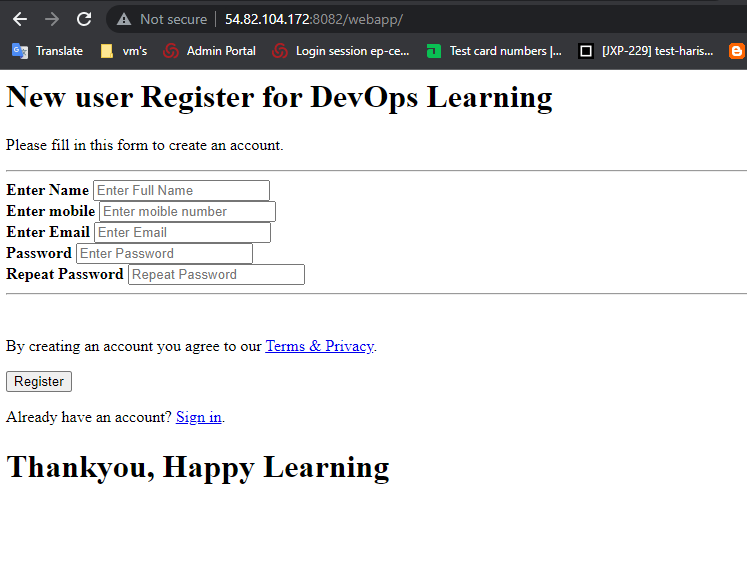 Not secure 54.82.104.172:8082/webapp/
Translate vm's Admin Portal Login session ep-ce... Test card numbers |... [JXP-229] test-haris...
New user Register for DevOps Learning
Please fill in this form to create an account.
Enter Name Enter Full Name
Enter mobile Enter moible number
Enter Email Enter Email
Password Enter Password
Repeat Password Repeat Password
By creating an account you agree to our Terms & Privacy.
Register
Already have an account? Sign in.
Thankyou, Happy Learning